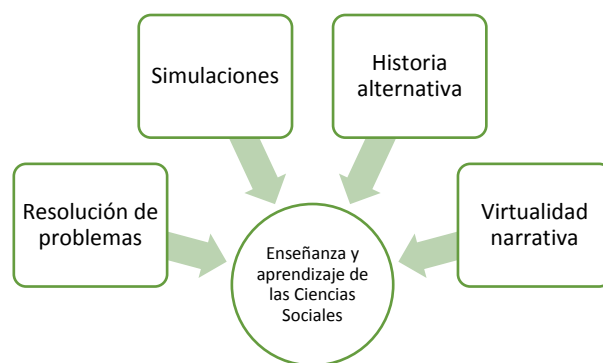 Simulaciones
Historia
alternativa
Resolución de
problemas
Virtualidad
narrativa
Enseñanza y
aprendizaje de
las Ciencias
Sociales